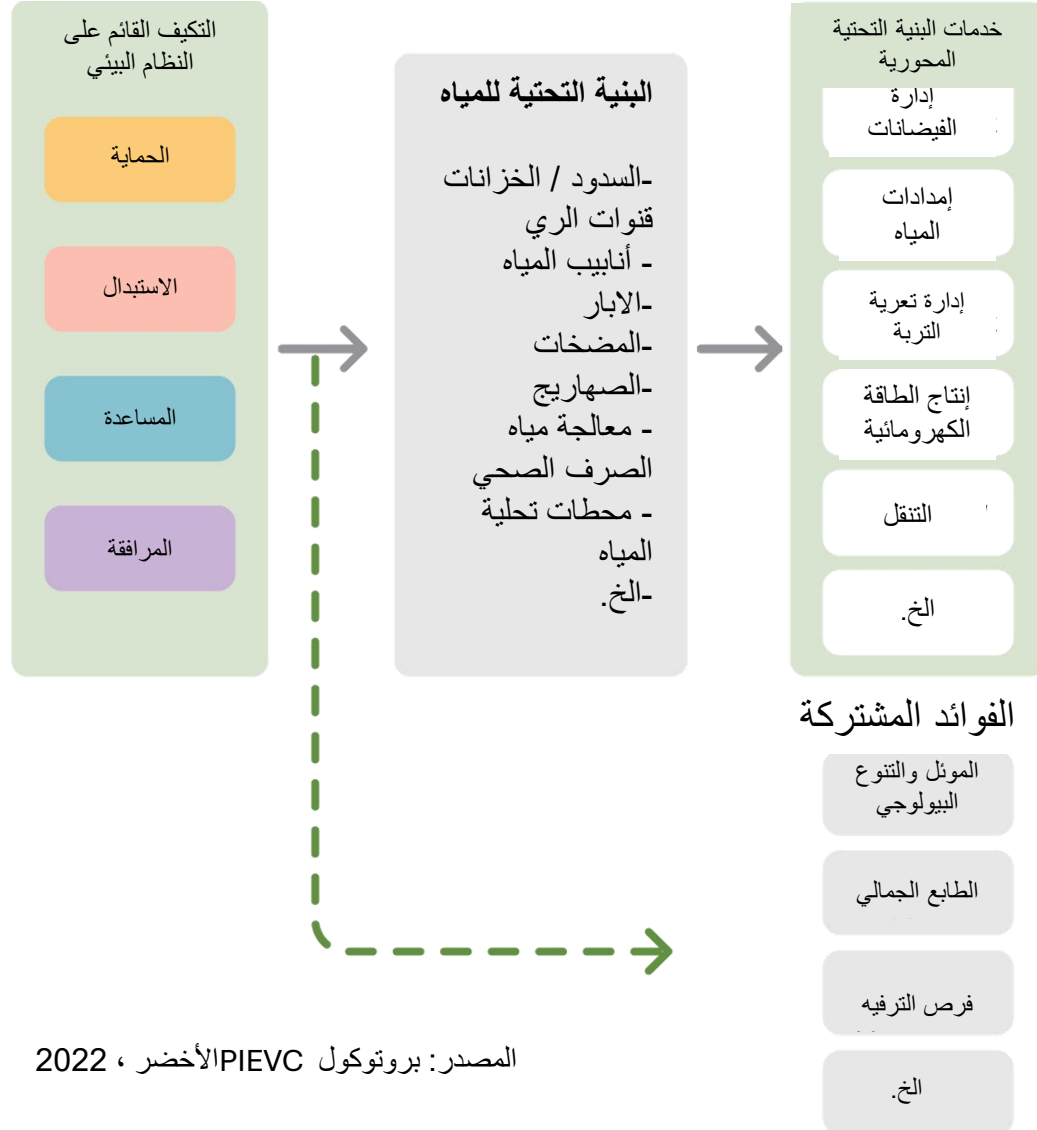 التكيف القائم على
النظام البيئي
الحماية
الاستبدال
المساعدة
المرافقة
البنية التحتية للمياه
-السدود / الخزانات
قنوات الري
- أنابيب المياه
-الابار
-المضخات
-الصهاريج
- معالجة مياه
الصرف الصحي
- محطات تحلية
المياه
-الخ.
خدمات البنية التحتية
المحورية
إدارة
الفيضانات
إمدادات
المياه
إدارة تعرية
التربة
إنتاج الطاقة
الكهرومائية
التنقل
الخ.
الفوائد المشتركة
الموئل والتنوع
البيولوجي
الطابع الجمالي
فرص الترفيه
الخ.
المصدر: بروتوكول PIEVCالأخضر ، 2022